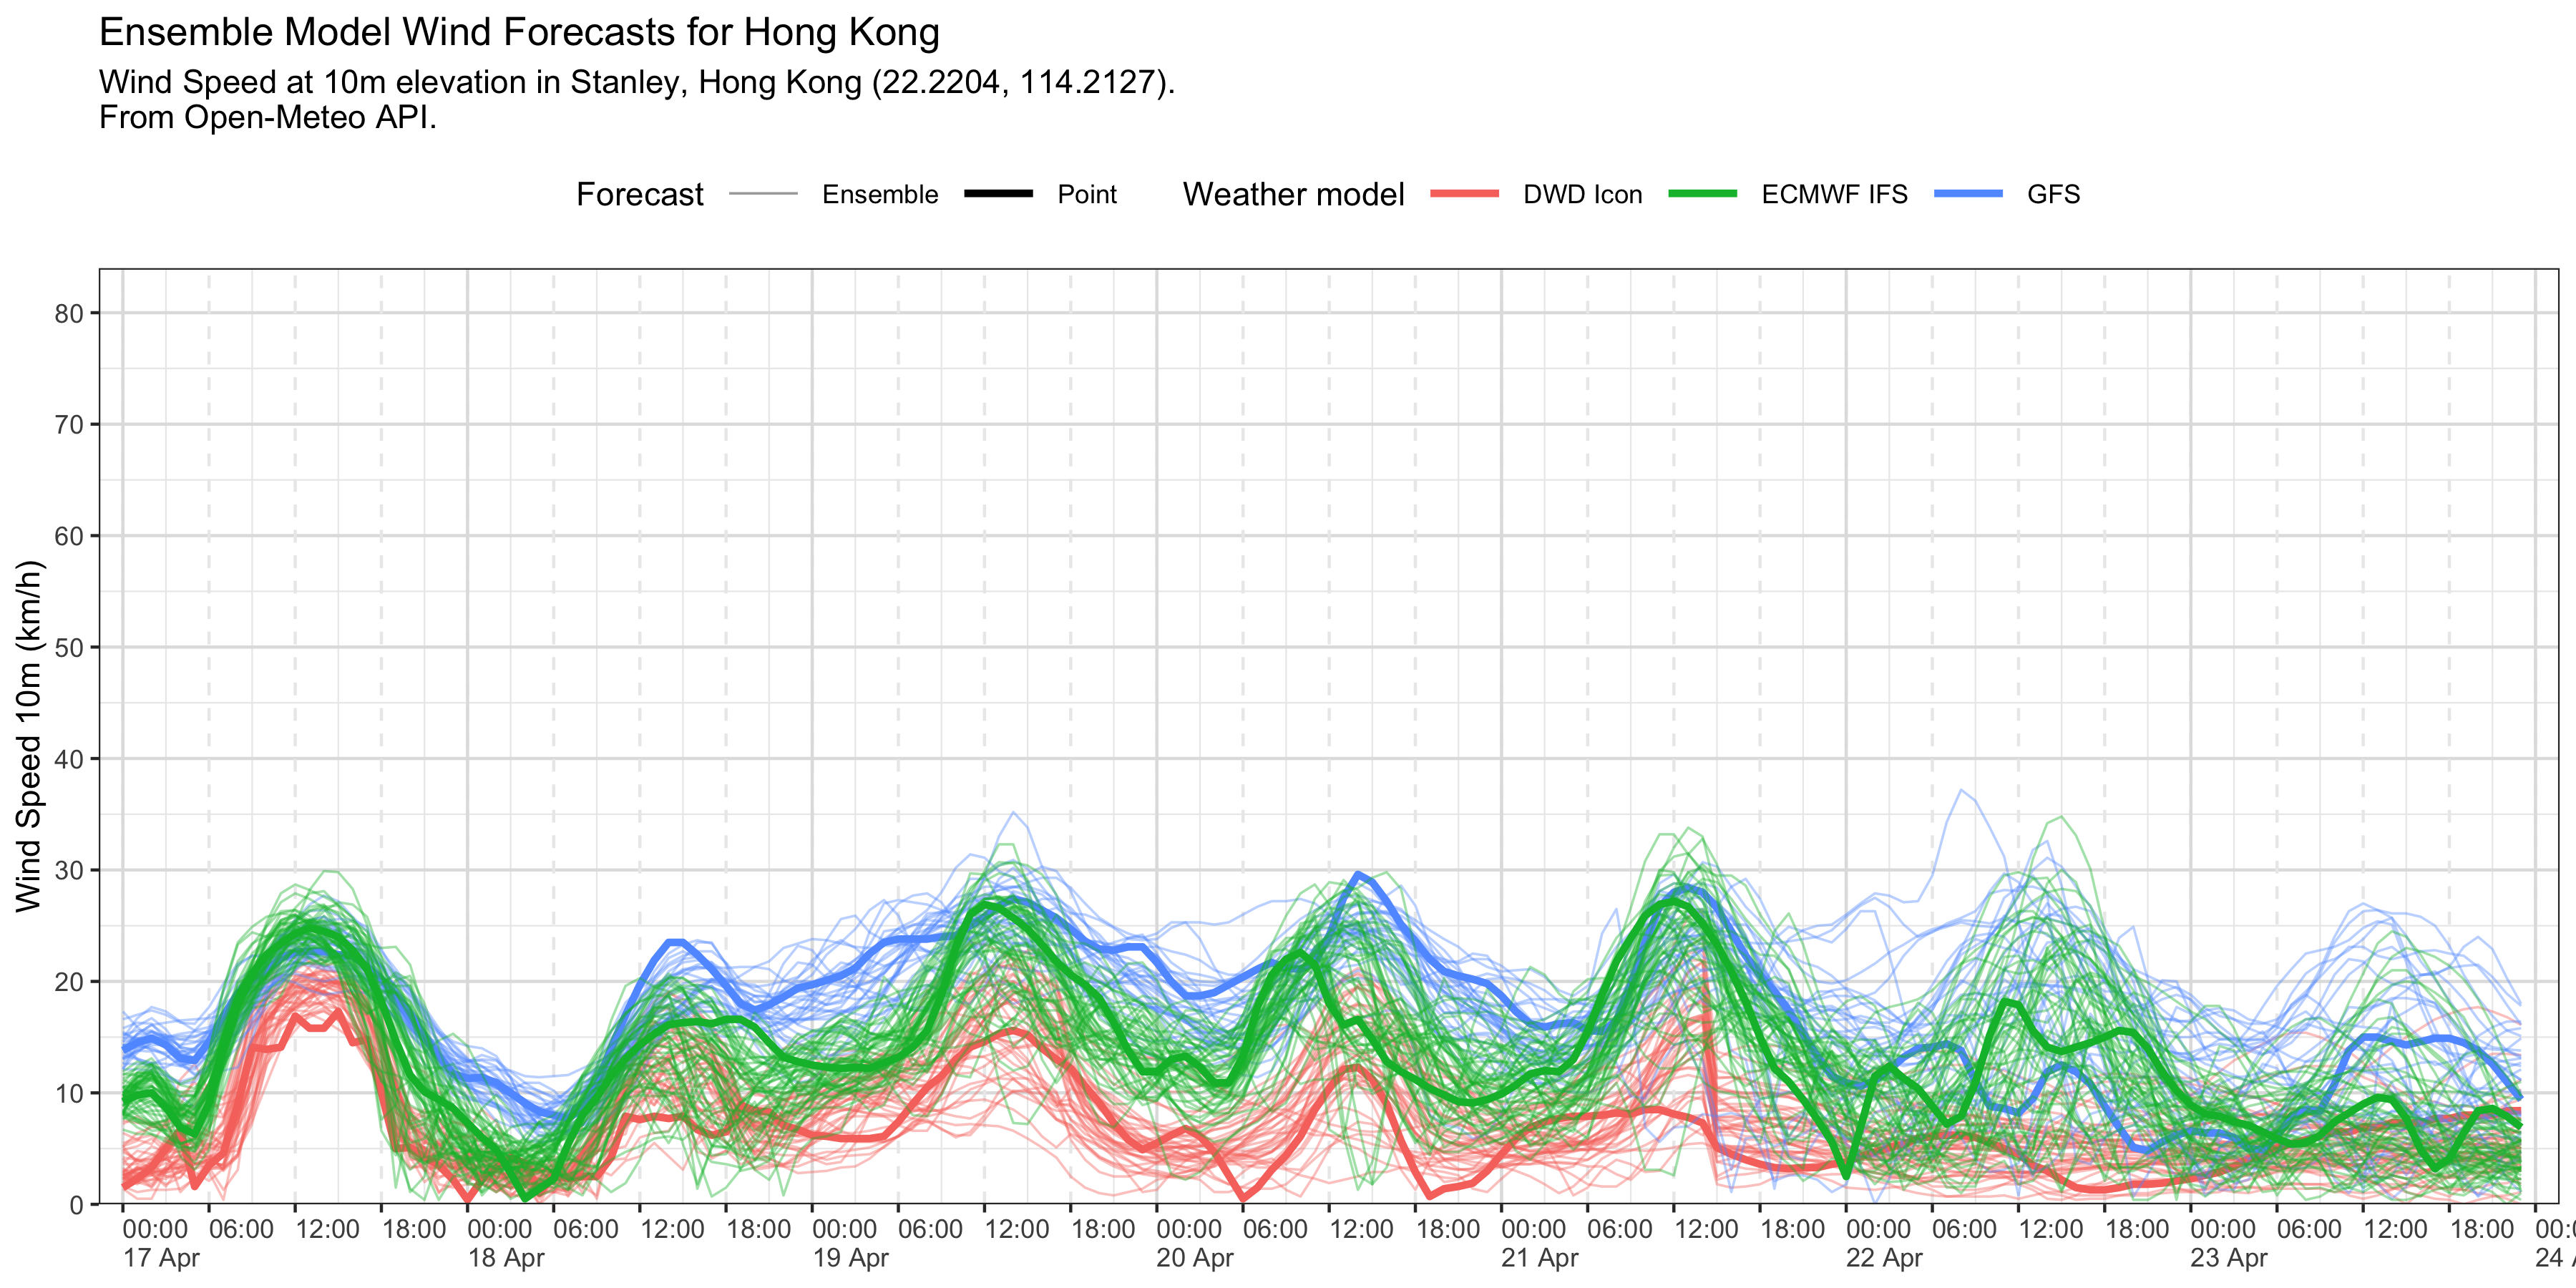 Ensemble Model Wind Forecasts for Hong Kong
Wind Speed at 10m elevation in Stanley, Hong Kong (22.2204, 114.2127).
From Open-Meteo API.
Forecast Ensemble Point Weather model DWD Icon ECMWF IFS GFS
Wind Speed 10m (km/h)
80
70
60
50
40
30
20
10
0
00:00 06:00 12:00 18:00 00:00 06:00 12:00 18:00 00:00 06:00 12:00 18:00 00:00 06:00 12:00 18:00 00:00 06:00 12:00 18:00 00:00 06:00 12:00 18:00 00:00 06:00 12:00 18:00 00:
17 Apr 18 Apr 19 Apr 20 Apr 21 Apr 22 Apr 23 Apr 24